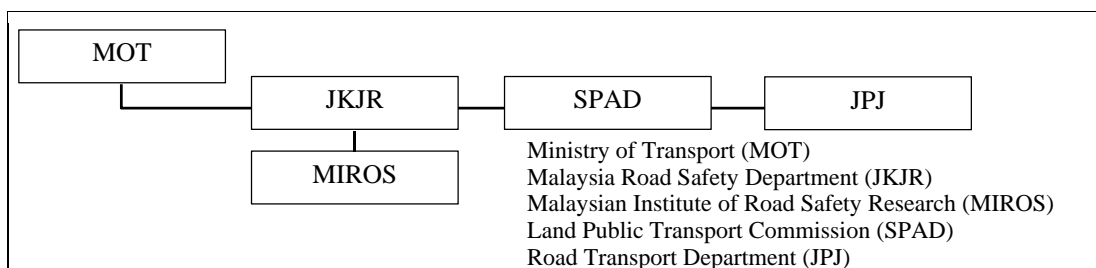 MOT
JKJR
SPAD
JPJ
MIROS
Ministry of Transport (MOT)
Malaysia Road Safety Department (JKJR)
Malaysian Institute of Road Safety Research (MIROS)
Land Public Transport Commission (SPAD)
Road Transport Department (JPJ)